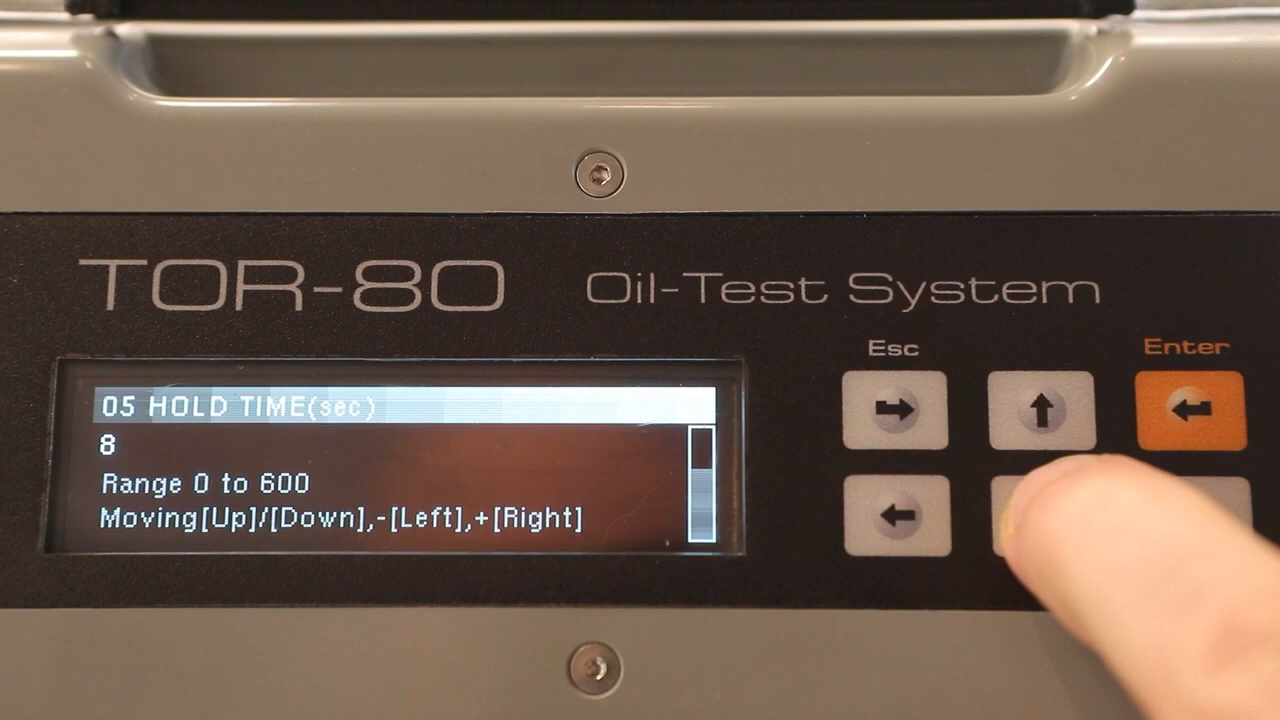 TOR-80 Oil-Test System
Esc
Enter
05 HOLD TIME(sec)
8
Range 0 to 600
Moving[Up]/[Down],-[Left],+[Right]